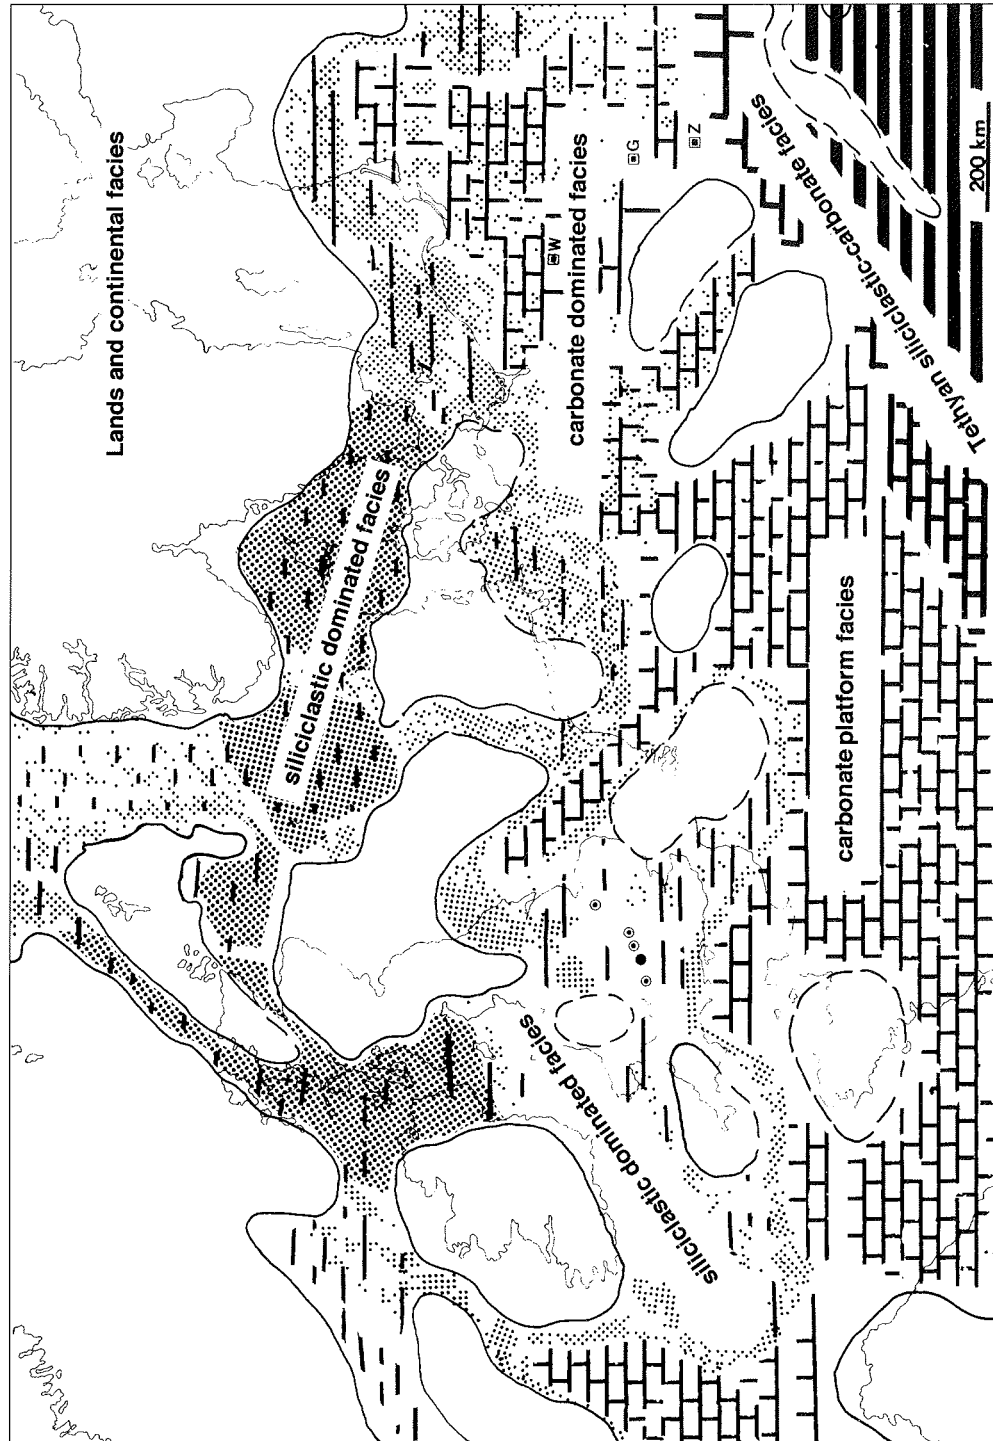 Lands and continental facies
siliciclastic dominated facies
carbonate dominated facies
W
G
Z
siliciclastic dominated facies
carbonate platform facies
Tethyan siliciclastic-carbonate facies
200 km